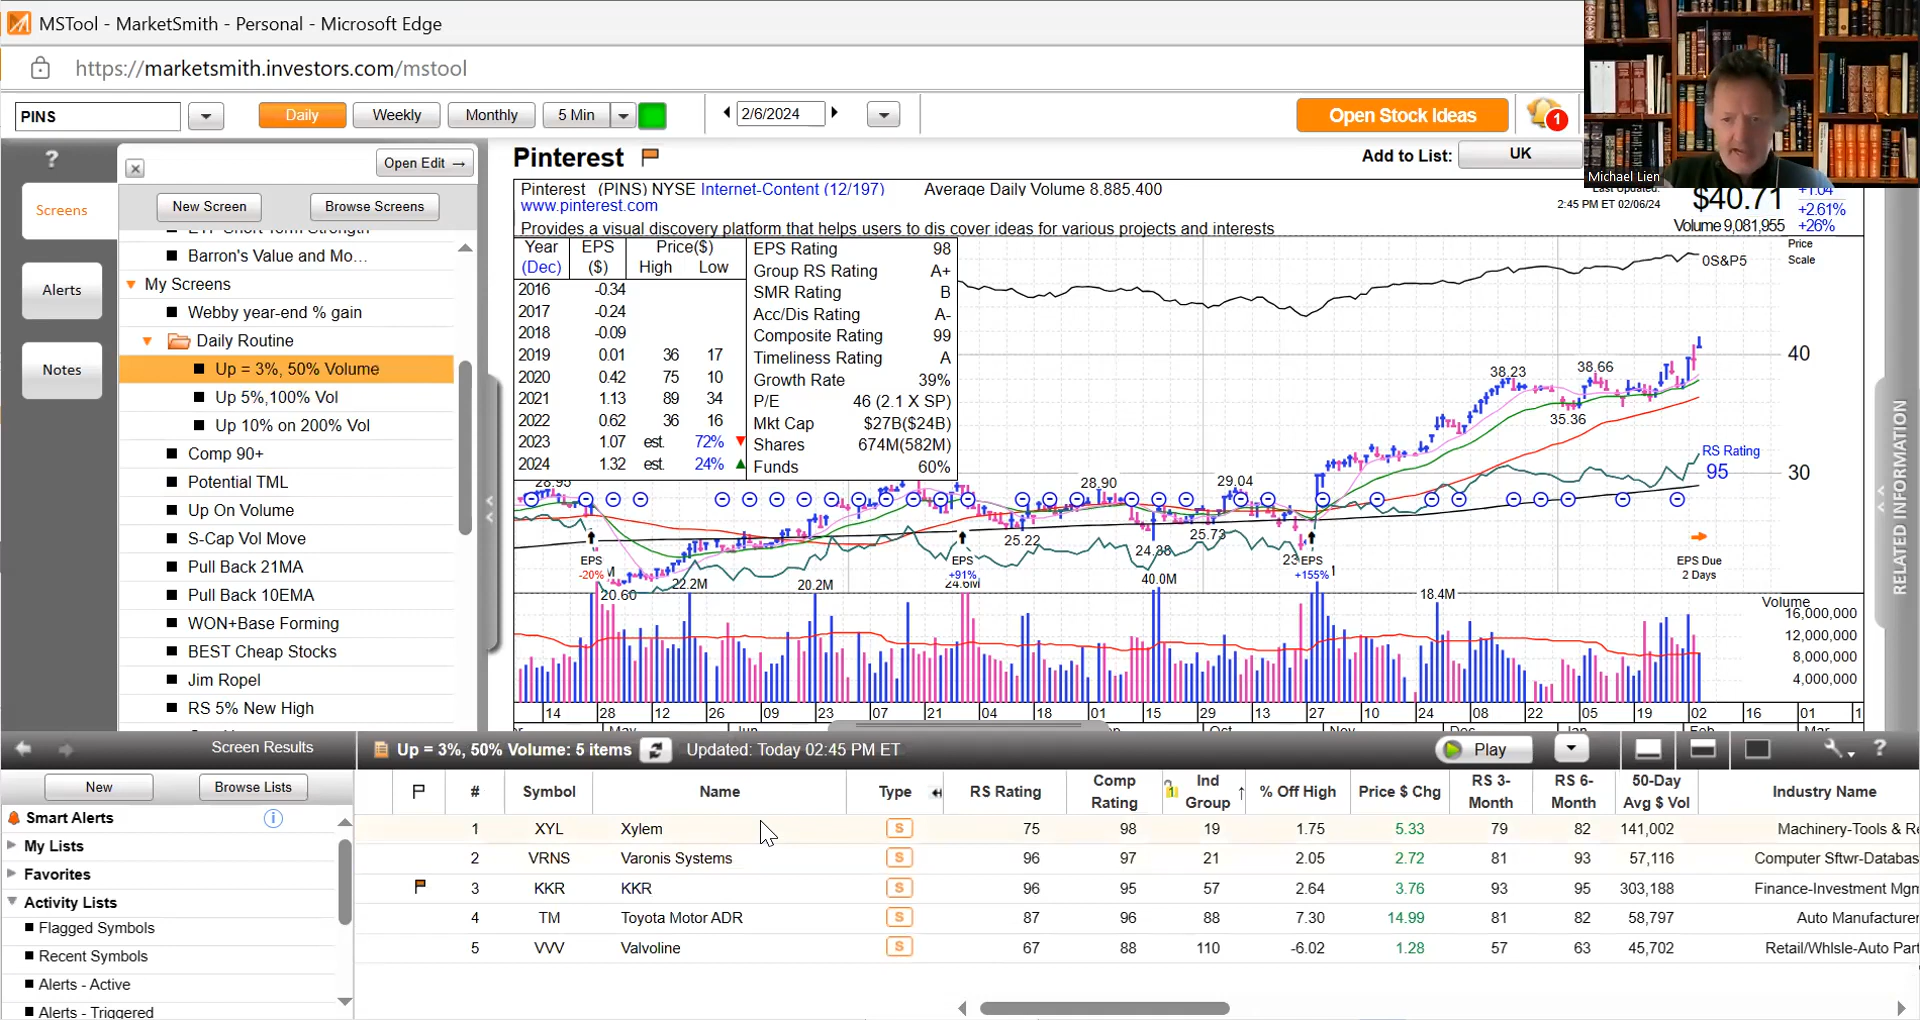 MSTool - MarketSmith - Personal - Microsoft Edge
https://marketsmith.investors.com/mstool
PINS
Daily
Weekly
Monthly
5 Min
2/6/2024
Open Stock Ideas
1
Michael Lien
?
Screens
Alerts
Notes
Open Edit →
New Screen
Browse Screens
ETF Short Term Strength
Barron's Value and Mo...
My Screens
Webby year-end % gain
Daily Routine
Up = 3%, 50% Volume
Up 5%,100% Vol
Up 10% on 200% Vol
Comp 90+
Potential TML
Up On Volume
S-Cap Vol Move
Pull Back 21MA
Pull Back 10EMA
WON+Base Forming
BEST Cheap Stocks
Jim Ropel
RS 5% New High
Pinterest
Add to List: UK
Pinterest (PINS) NYSE Internet-Content (12/197) Average Daily Volume 8,885,400
www.pinterest.com
Provides a visual discovery platform that helps users to dis cover ideas for various projects and interests
Last Updated:
2:45 PM ET 02/06/24
$40.71
+1.04
+2.61%
Volume 9,081,955 +26%
Year EPS Price($)
(Dec) ($) High Low
2016 -0.34
2017 -0.24
2018 -0.09
2019 0.01 36 17
2020 0.42 75 10
2021 1.13 89 34
2022 0.62 36 16
2023 1.07 est. 72%
2024 1.32 est. 24%
EPS Rating 98
Group RS Rating A+
SMR Rating B
Acc/Dis Rating A-
Composite Rating 99
Timeliness Rating A
Growth Rate 39%
P/E 46 (2.1 X SP)
Mkt Cap $27B($24B)
Shares 674M(582M)
Funds 60%
Price
Scale
0S&P5
40
30
38.23
38.66
35.36
RS Rating
95
28.95
28.90
29.04
25.22
24.38
25.73
23
20.60
EPS
-20%
EPS
+91%
EPS
+155%
EPS Due
2 Days
22.2M
20.2M
24.6M
40.0M
18.4M
Volume
16,000,000
12,000,000
8,000,000
4,000,000
14 28 12 26 09 23 07 21 04 18 01 15 29 13 27 10 24 08 22 05 19 02 16 01
May Jun Oct Nov Dec Jan Feb Mar
RELATED INFORMATION
Screen Results
Up = 3%, 50% Volume: 5 items
Updated: Today 02:45 PM ET
Play
?
New
Browse Lists
Smart Alerts
My Lists
Favorites
Activity Lists
Flagged Symbols
Recent Symbols
Alerts - Active
Alerts - Triggered
# Symbol Name Type RS Rating Comp Rating Ind Group % Off High Price $ Chg RS 3-Month RS 6-Month 50-Day Avg $ Vol Industry Name
1 XYL Xylem S 75 98 19 1.75 5.33 79 82 141,002 Machinery-Tools & Re
2 VRNS Varonis Systems S 96 97 21 2.05 2.72 81 93 57,116 Computer Sftwr-Databas
3 KKR KKR S 96 95 57 2.64 3.76 93 95 303,188 Finance-Investment Mgm
4 TM Toyota Motor ADR S 87 96 88 7.30 14.99 81 82 58,797 Auto Manufacturer
5 VVV Valvoline S 67 88 110 -6.02 1.28 57 63 45,702 Retail/Whlsle-Auto Part